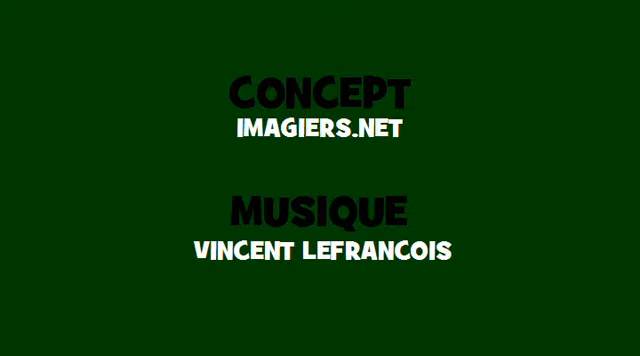 CONCEPT
IMAGIERS.NET
MUSIQUE
VINCENT LEFRANCOIS